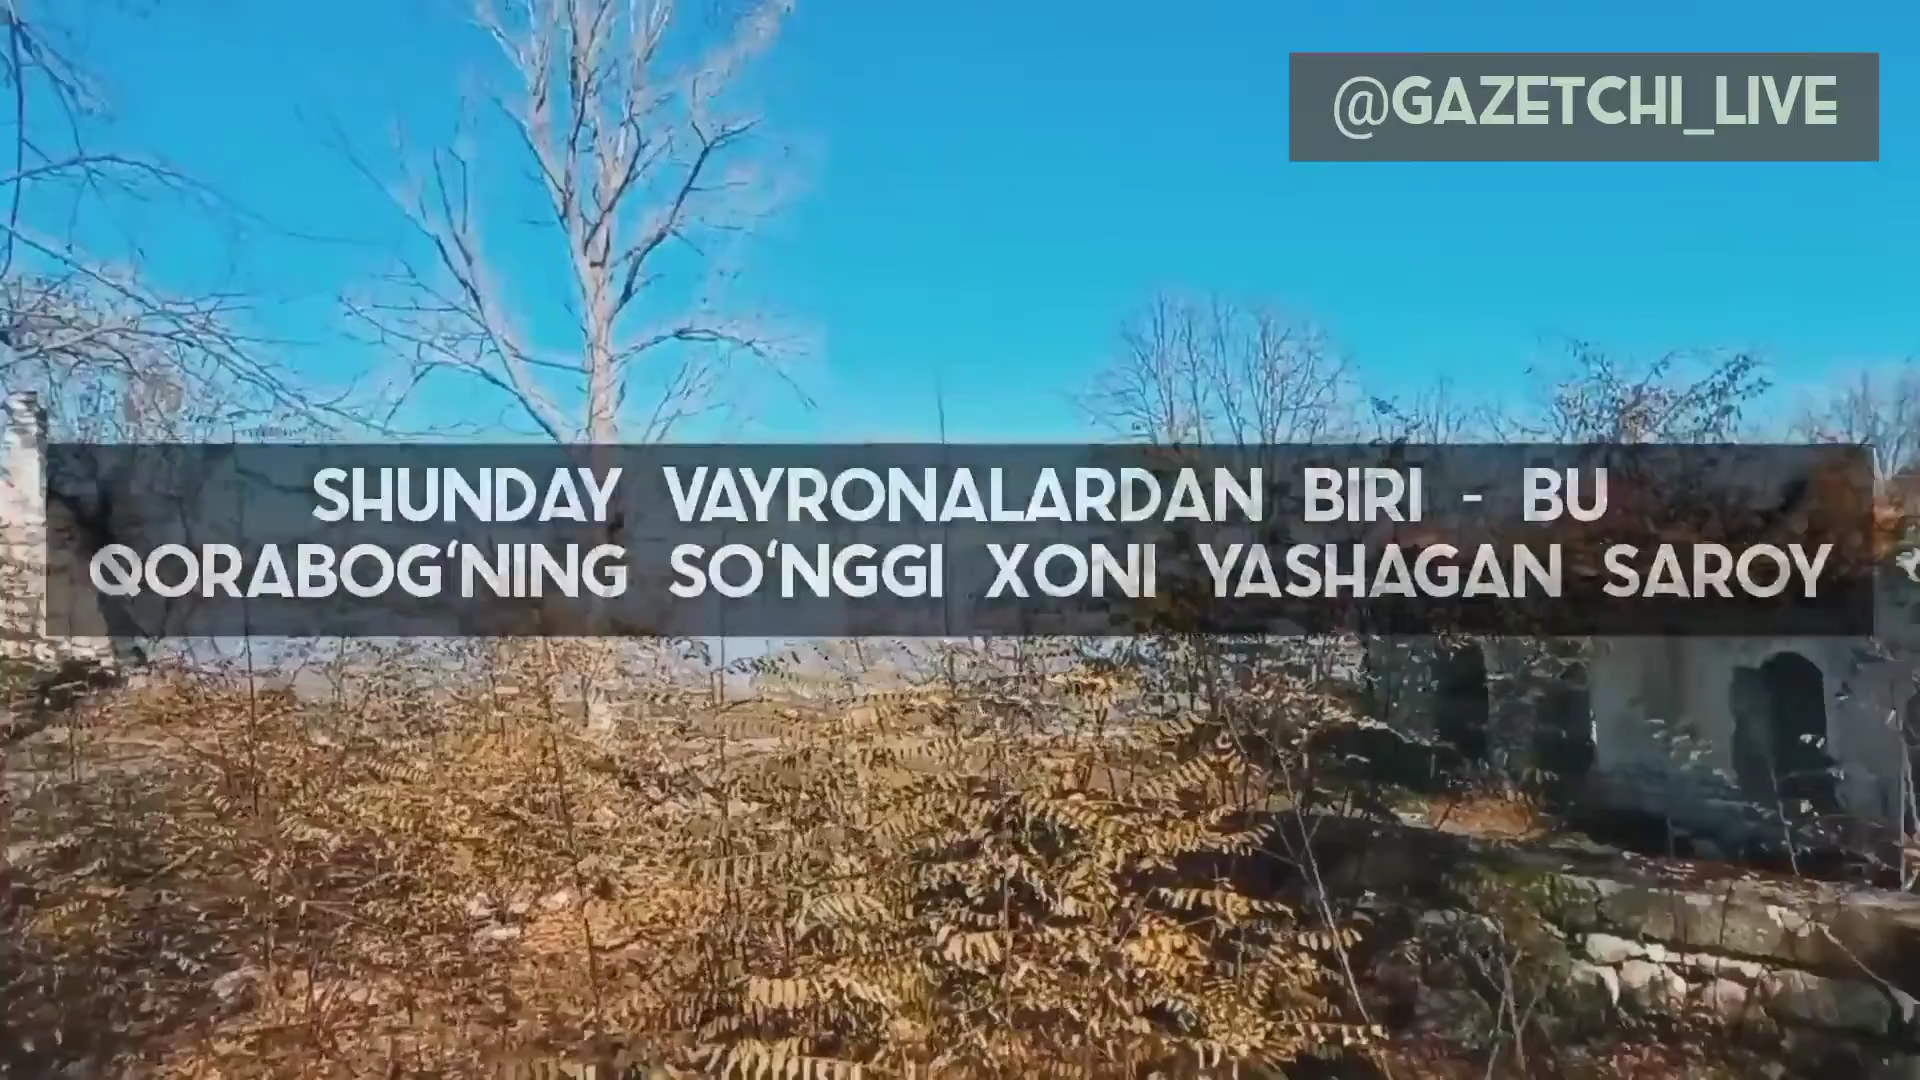 @GAZETCHI_LIVE
SHUNDAY VAYRONALARDAN BIRI - BU
QORABOG‘NING SO‘NGGI XONI YASHAGAN SAROY